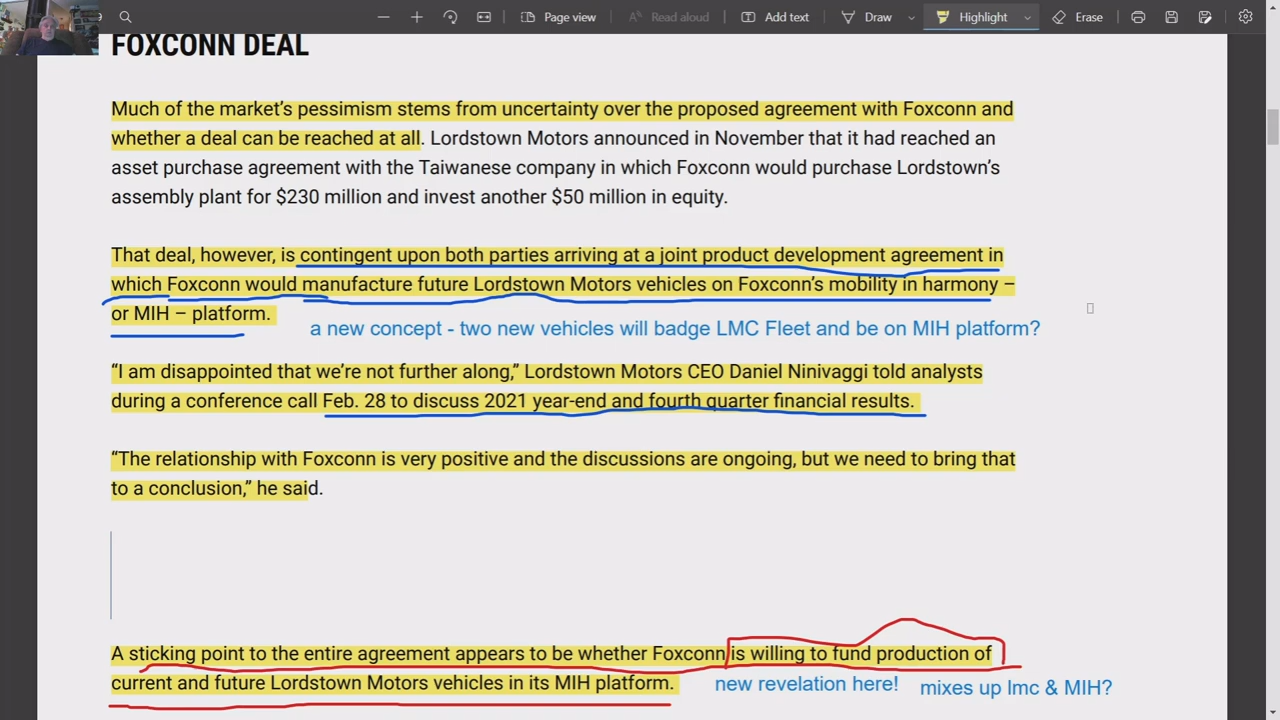 Page view
Read aloud
Add text
Draw
Highlight
Erase
FOXCONN DEAL
Much of the market’s pessimism stems from uncertainty over the proposed agreement with Foxconn and
whether a deal can be reached at all. Lordstown Motors announced in November that it had reached an
asset purchase agreement with the Taiwanese company in which Foxconn would purchase Lordstown’s
assembly plant for $230 million and invest another $50 million in equity.
That deal, however, is contingent upon both parties arriving at a joint product development agreement in
which Foxconn would manufacture future Lordstown Motors vehicles on Foxconn’s mobility in harmony –
or MIH – platform.
a new concept - two new vehicles will badge LMC Fleet and be on MIH platform?
“I am disappointed that we’re not further along,” Lordstown Motors CEO Daniel Ninivaggi told analysts
during a conference call Feb. 28 to discuss 2021 year-end and fourth quarter financial results.
“The relationship with Foxconn is very positive and the discussions are ongoing, but we need to bring that
to a conclusion,” he said.
A sticking point to the entire agreement appears to be whether Foxconn is willing to fund production of
current and future Lordstown Motors vehicles in its MIH platform.
new revelation here!
mixes up lmc & MIH?